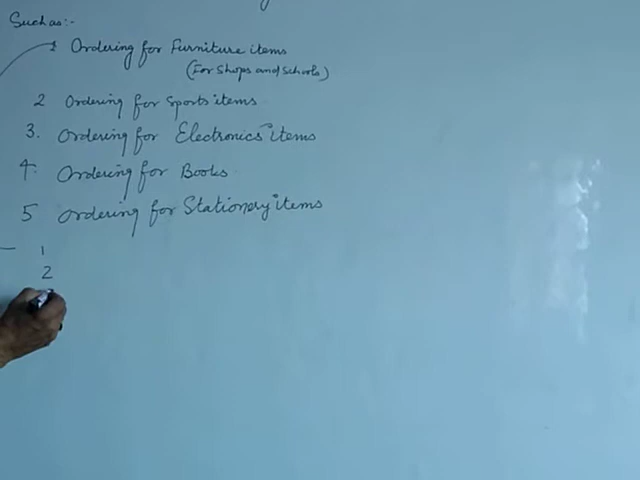 Such as:-
1 Ordering for Furniture items
(For Shops and Schools)
2 Ordering for Sports items
3. Ordering for Electronics items
4. Ordering for Books
5 Ordering for Stationery items
1
2